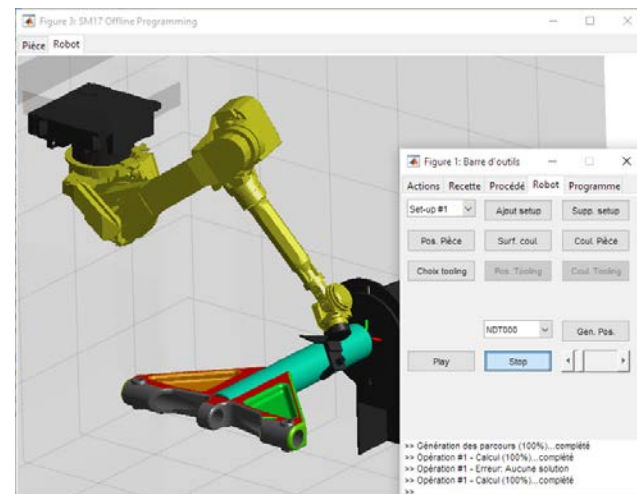 Figure 3: SM17 Offline Programming
Pièce Robot
Figure 1: Barre d'outils
Actions Recette Procédé Robot Programme
Set-up #1 Ajout setup Supp. setup
Pos. Pièce Surf. coul Coul. Pièce
Choix tooling Pos. Tooling Coul. Tooling
NDT000 Gen. Pos.
Play Stop
>> Génération des parcours (100%)...complété
>> Opération #1 - Calcul (100%)...complété
>> Opération #1 - Erreur: Aucune solution
>> Opération #1 - Calcul (100%)...complété
>>